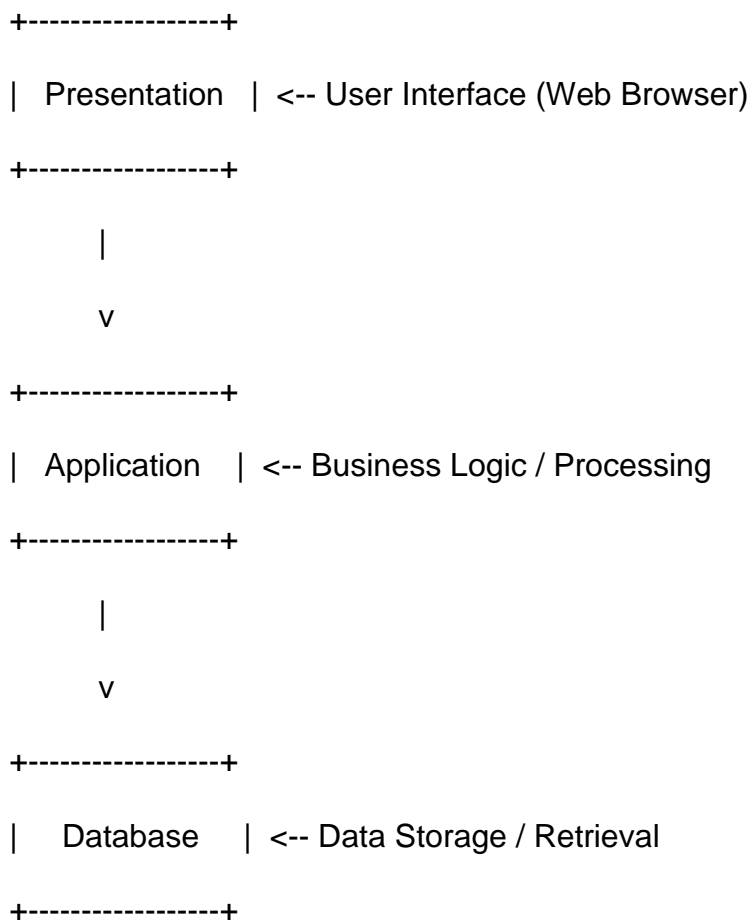 +------------------+
|   Presentation   |  <-- User Interface (Web Browser)
+------------------+
|
v
+------------------+
|   Application    |  <-- Business Logic / Processing
+------------------+
|
v
+------------------+
|     Database     |  <-- Data Storage / Retrieval
+------------------+